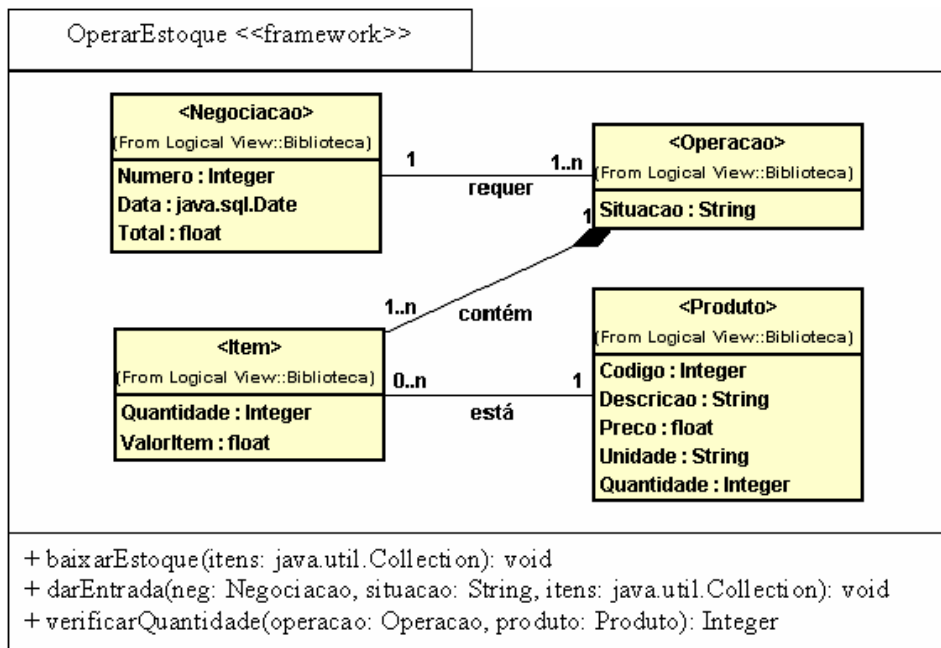 OperarEstoque <<framework>>
<Negociacao>
(From Logical View::Biblioteca)
Numero : Integer
Data : java.sql.Date
Total : float
1
1..n
requer
<Operacao>
(From Logical View::Biblioteca)
Situacao : String
1
1..n
contém
<Item>
(From Logical View::Biblioteca)
Quantidade : Integer
ValorItem : float
0..n
1
está
<Produto>
(From Logical View::Biblioteca)
Codigo : Integer
Descricao : String
Preco : float
Unidade : String
Quantidade : Integer
+ baixarEstoque(itens: java.util.Collection): void
+ darEntrada(neg: Negociacao, situacao: String, itens: java.util.Collection): void
+ verificarQuantidade(operacao: Operacao, produto: Produto): Integer